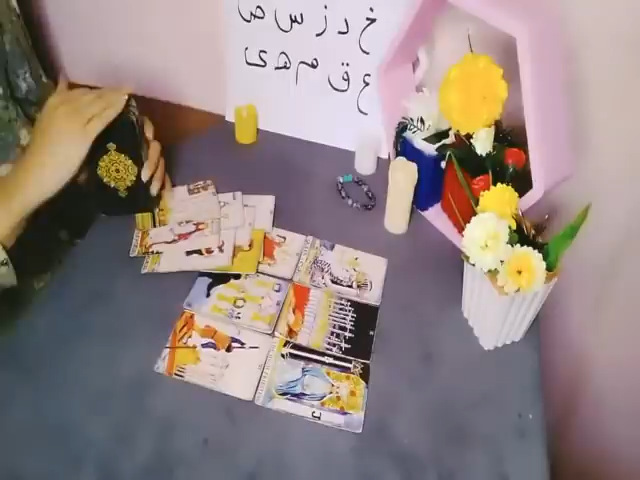 خ د ز س ص
ع ق م ه ی